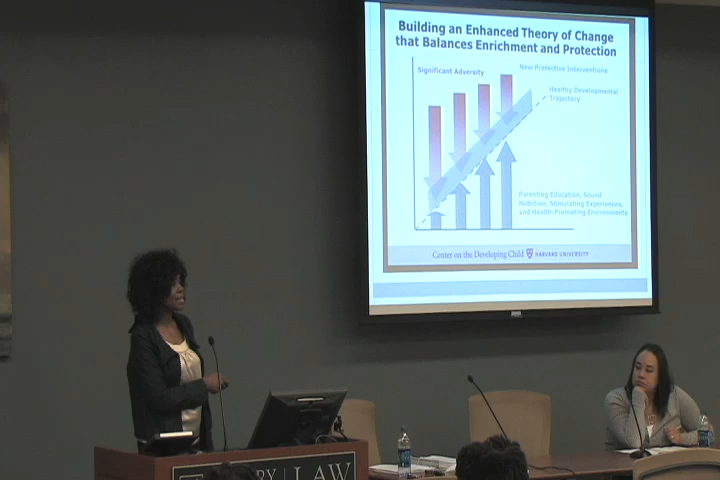 Building an Enhanced Theory of Change
that Balances Enrichment and Protection
Significant Adversity
New Protective Interventions
Healthy Developmental
Trajectory
Parenting Education, Sound
Nutrition, Stimulating Experiences,
and Health-Promoting Environments
Center on the Developing Child HARVARD UNIVERSITY
LAW